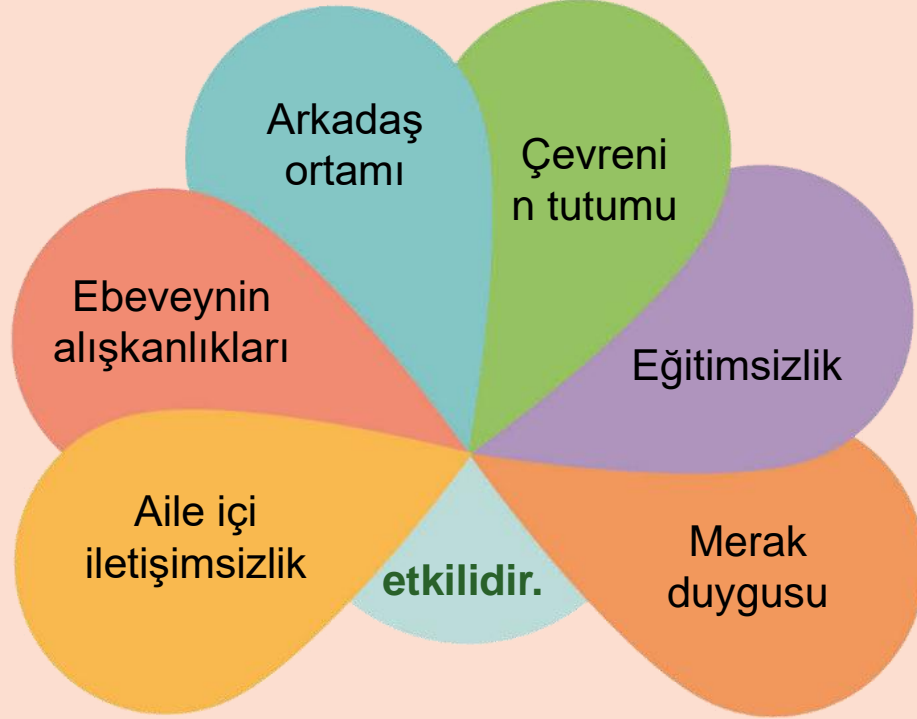 Arkadaş
ortamı
Çevreni
n tutumu
Ebeveynin
alışkanlıkları
Eğitimsizlik
Aile içi
iletişimsizlik
Merak
duygusu
etkilidir.